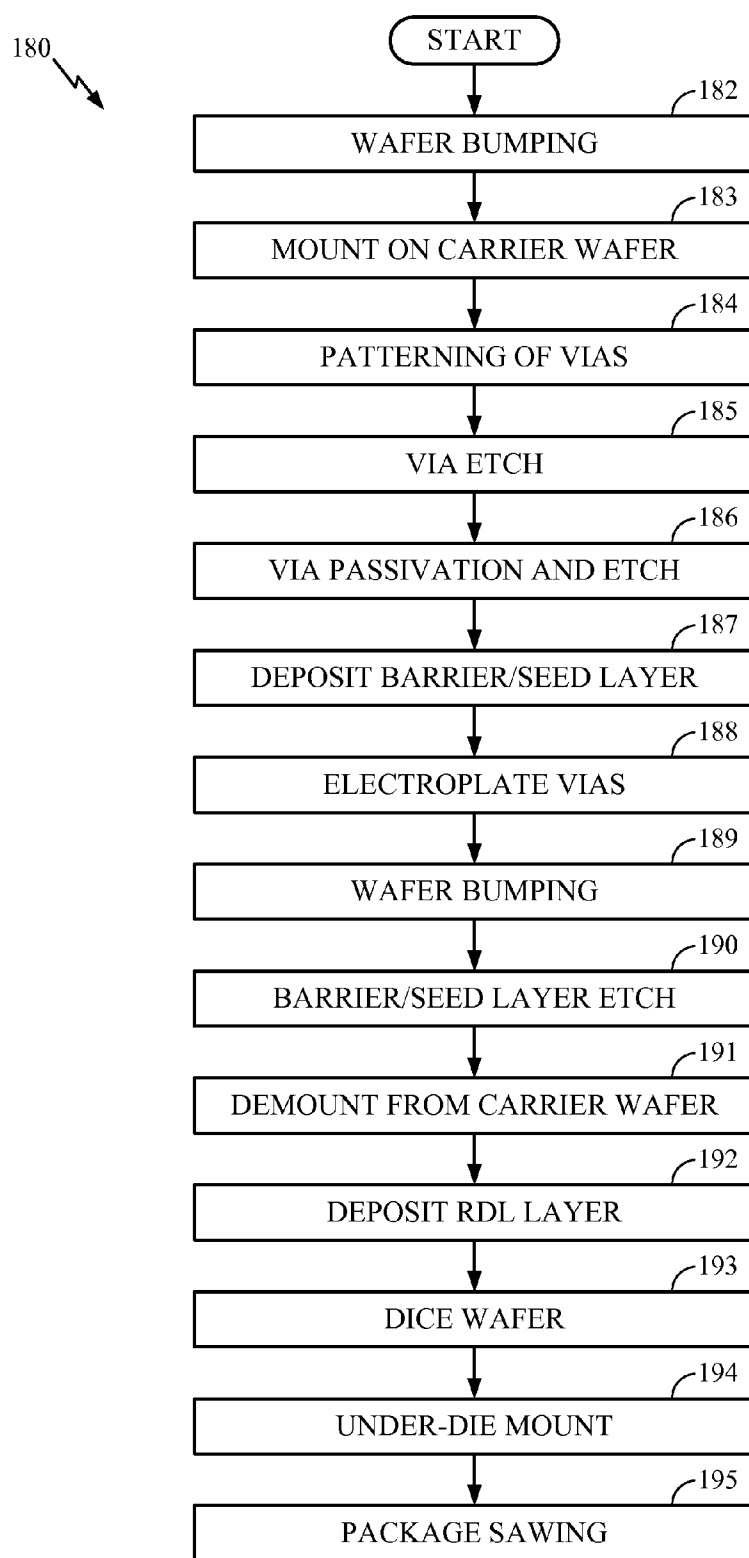 180
START
182
WAFER BUMPING
183
MOUNT ON CARRIER WAFER
184
PATTERNING OF VIAS
185
VIA ETCH
186
VIA PASSIVATION AND ETCH
187
DEPOSIT BARRIER/SEED LAYER
188
ELECTROPLATE VIAS
189
WAFER BUMPING
190
BARRIER/SEED LAYER ETCH
191
DEMOUNT FROM CARRIER WAFER
192
DEPOSIT RDL LAYER
193
DICE WAFER
194
UNDER-DIE MOUNT
195
PACKAGE SAWING